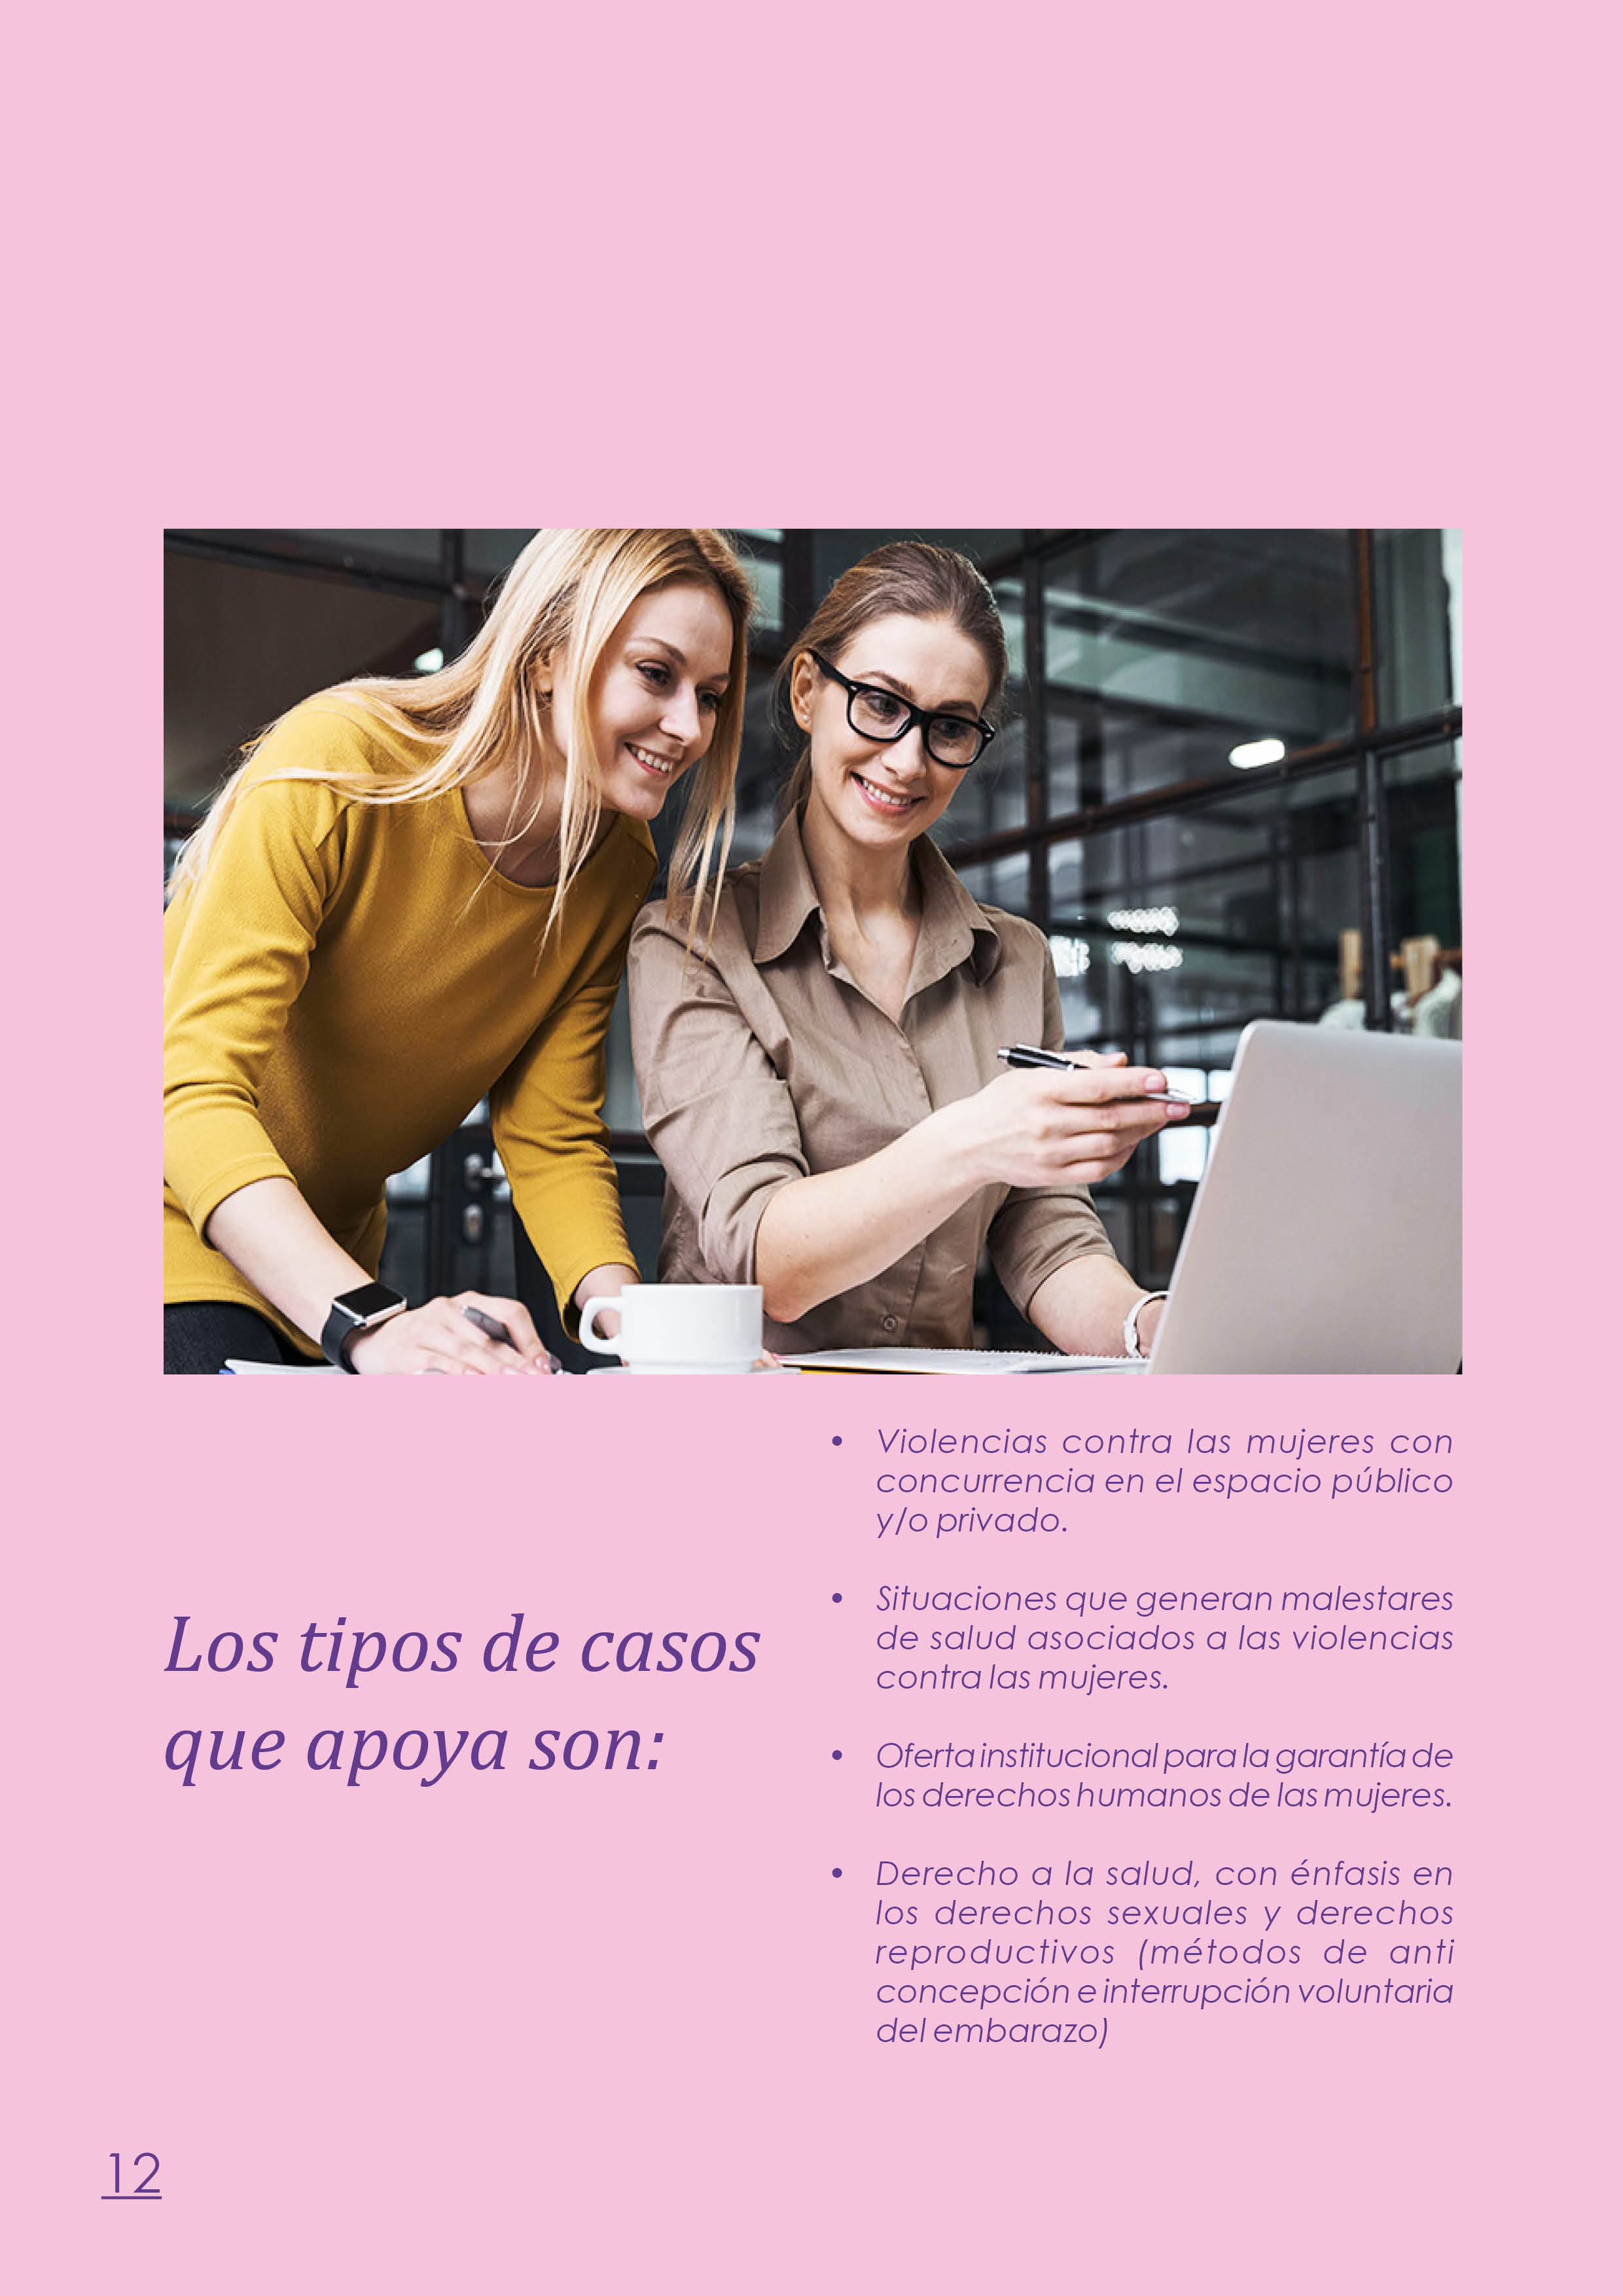 Los tipos de casos
que apoya son:
• Violencias contra las mujeres con
concurrencia en el espacio público
y/o privado.
• Situaciones que generan malestares
de salud asociados a las violencias
contra las mujeres.
• Oferta institucional para la garantía de
los derechos humanos de las mujeres.
• Derecho a la salud, con énfasis en
los derechos sexuales y derechos
reproductivos (métodos de anti
concepción e interrupción voluntaria
del embarazo)
12